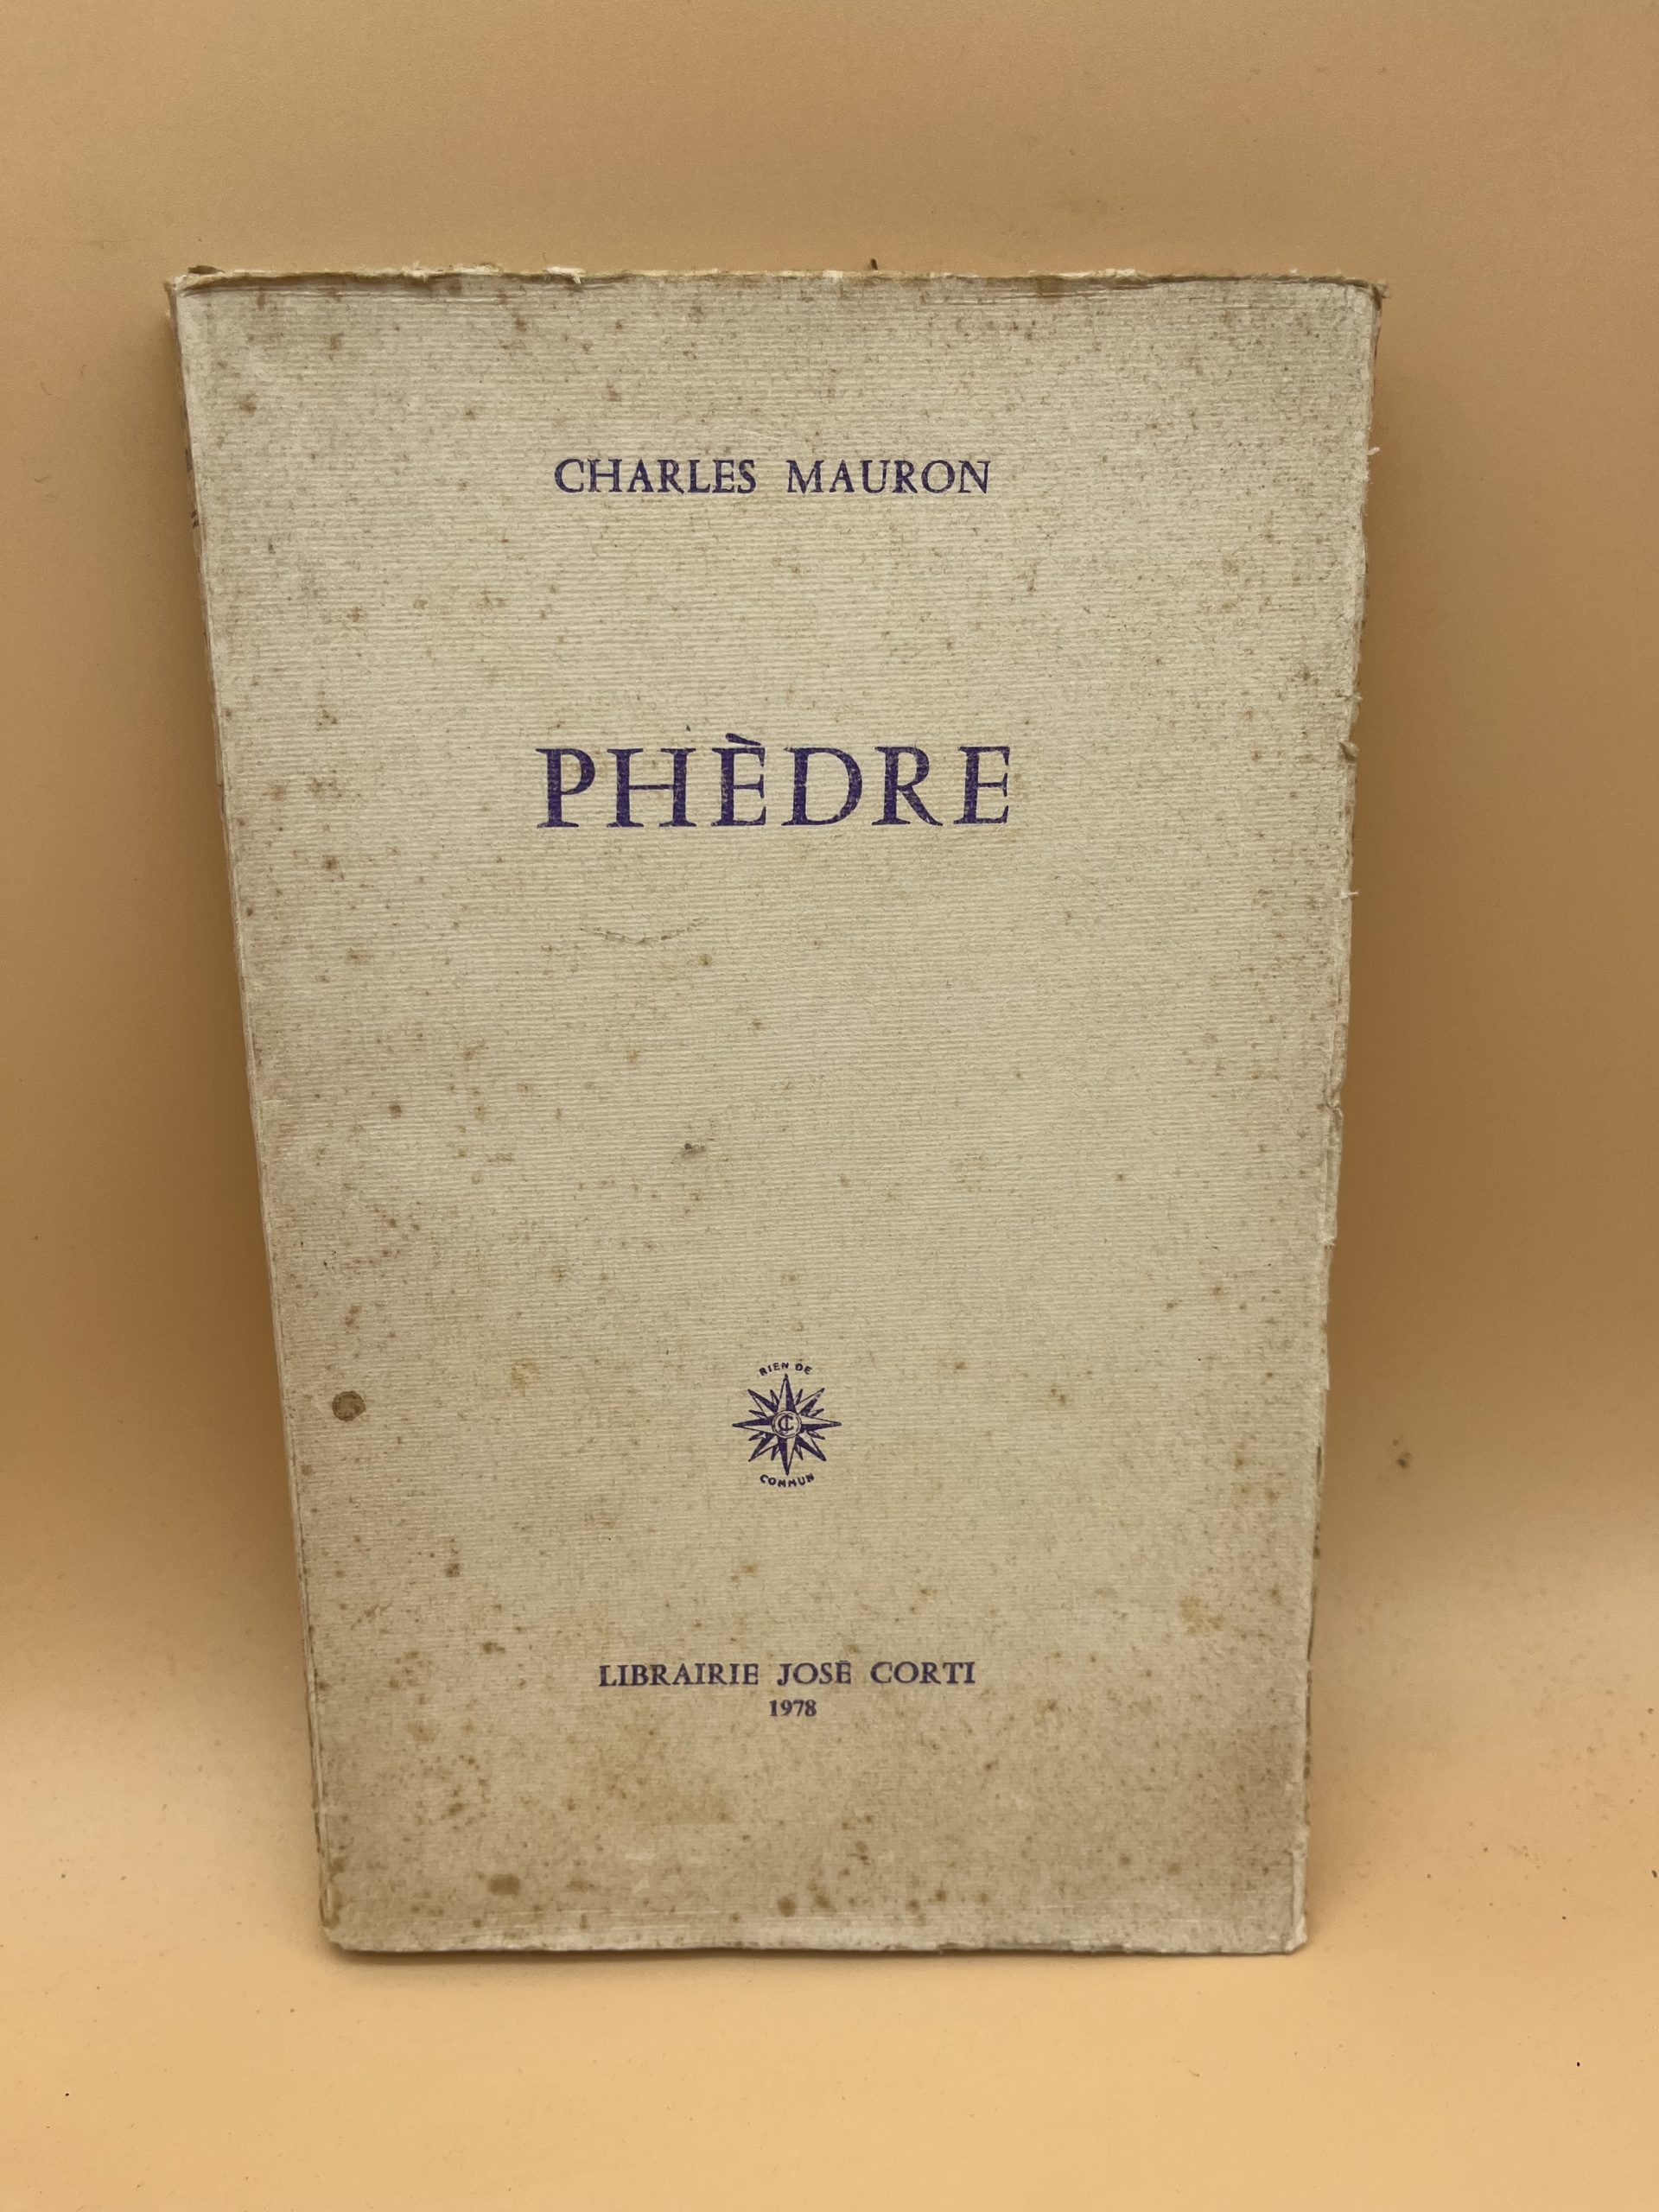 CHARLES MAURON
PHÈDRE
RIEN DE
COMMUN
LIBRAIRIE JOSÉ CORTI
1978